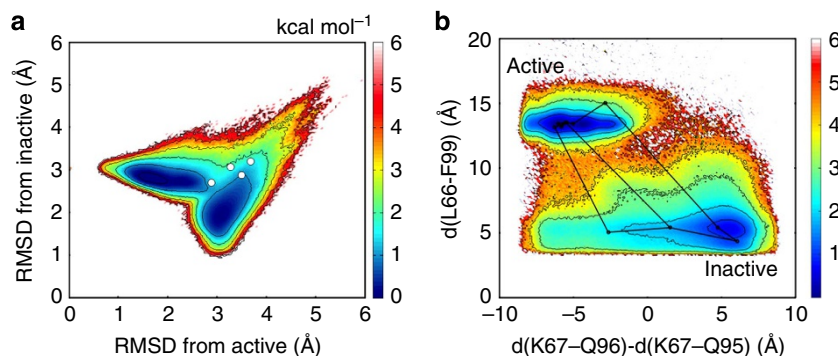 a
kcal mol⁻¹
RMSD from inactive (Å)
6
5
4
3
2
1
0
0 1 2 3 4 5 6
RMSD from active (Å)
6
5
4
3
2
1
0
b
d(L66-F99) (Å)
20
15
10
5
0
Active
Inactive
−10 −5 0 5 10
d(K67–Q96)-d(K67–Q95) (Å)
6
5
4
3
2
1
0